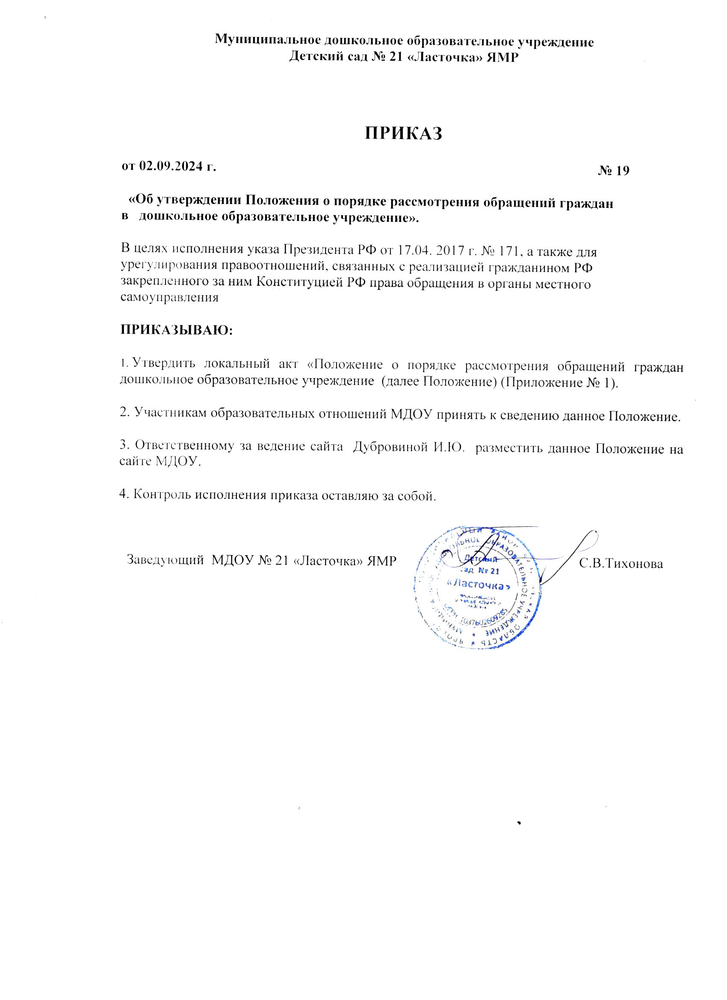 Муниципальное дошкольное образовательное учреждение
Детский сад № 21 «Ласточка» ЯМР
ПРИКАЗ
от 02.09.2024 г.
№ 19
«Об утверждении Положения о порядке рассмотрения обращений граждан
в дошкольное образовательное учреждение».
В целях исполнения указа Президента РФ от 17.04. 2017 г. № 171, а также для
урегулирования правоотношений, связанных с реализацией гражданином РФ
закрепленного за ним Конституцией РФ права обращения в органы местного
самоуправления
ПРИКАЗЫВАЮ:
1. Утвердить локальный акт «Положение о порядке рассмотрения обращений граждан
дошкольное образовательное учреждение (далее Положение) (Приложение № 1).
2. Участникам образовательных отношений МДОУ принять к сведению данное Положение.
3. Ответственному за ведение сайта Дубровиной И.Ю. разместить данное Положение на
сайте МДОУ.
4. Контроль исполнения приказа оставляю за собой.
Заведующий МДОУ № 21 «Ласточка» ЯМР
С.В.Тихонова
ОБРАЗОВАТЕЛЬНОЕ УЧРЕЖДЕНИЕ
ОБЛАСТЬ
Детский
сад № 21
«Ласточка»
ОГРН 1037602609285